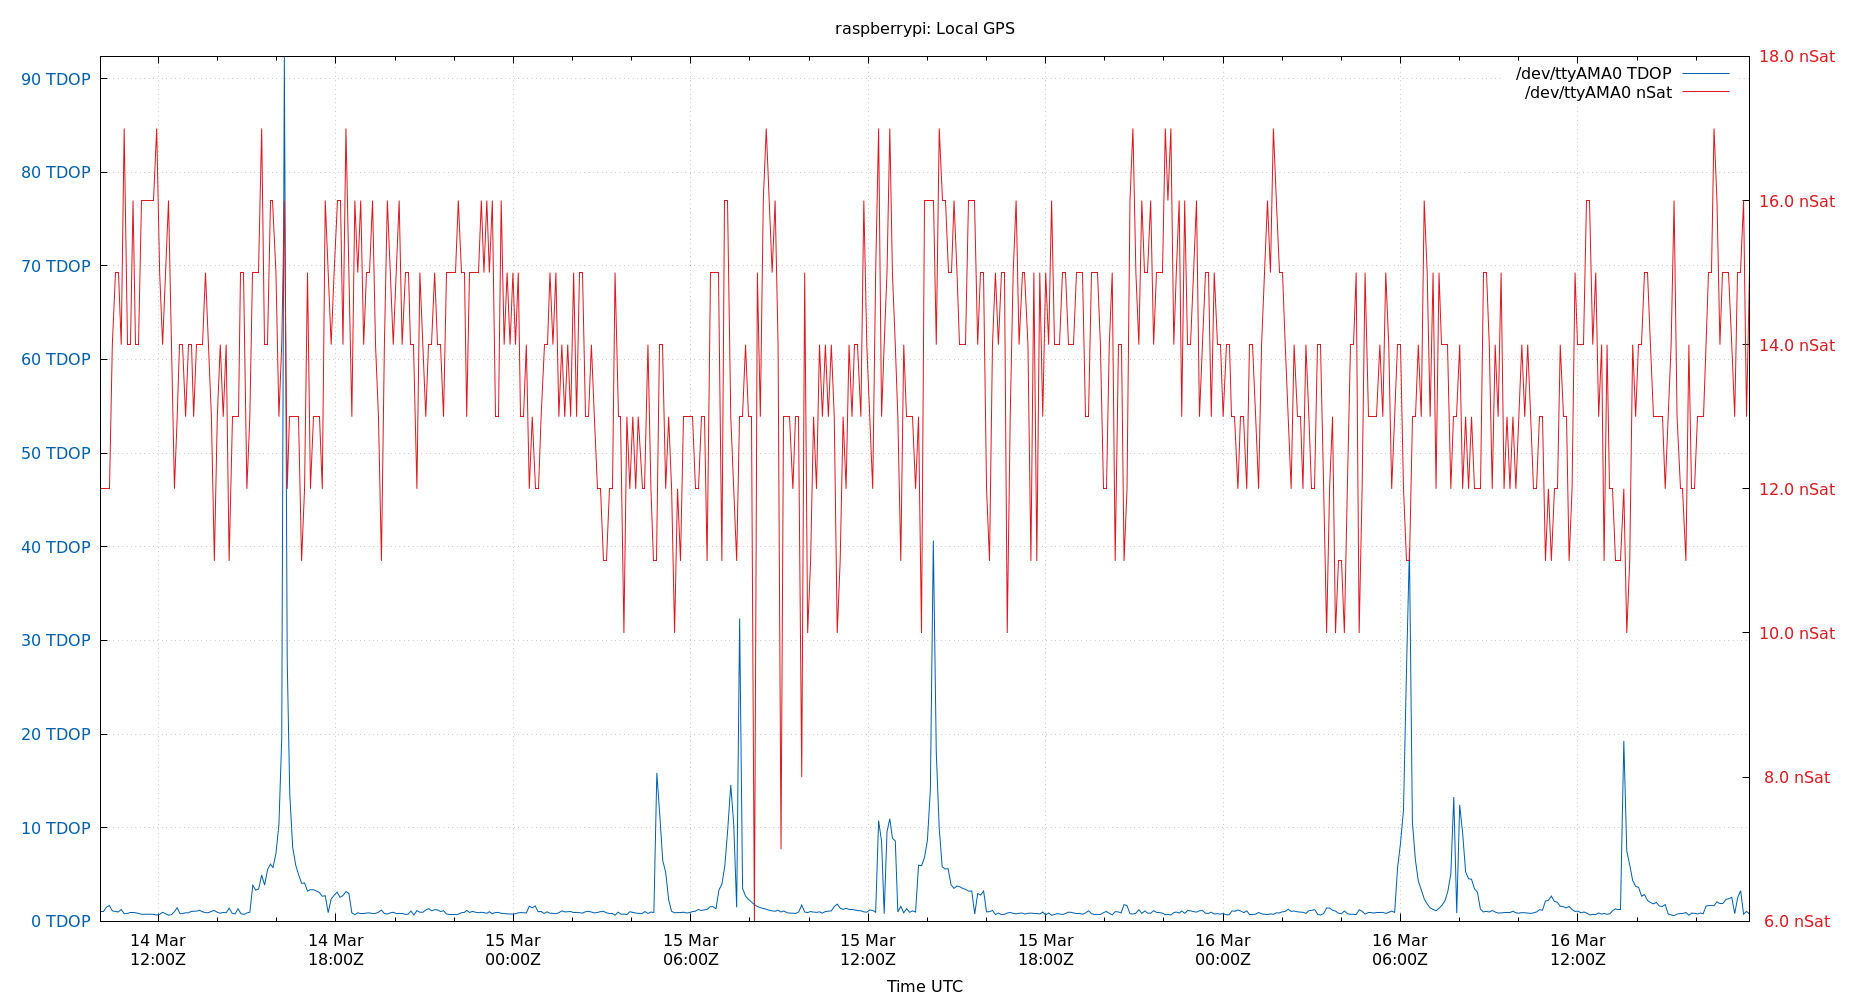 raspberrypi: Local GPS
/dev/ttyAMA0 TDOP
/dev/ttyAMA0 nSat
90 TDOP
80 TDOP
70 TDOP
60 TDOP
50 TDOP
40 TDOP
30 TDOP
20 TDOP
10 TDOP
0 TDOP
18.0 nSat
16.0 nSat
14.0 nSat
12.0 nSat
10.0 nSat
8.0 nSat
6.0 nSat
14 Mar
12:00Z
14 Mar
18:00Z
15 Mar
00:00Z
15 Mar
06:00Z
15 Mar
12:00Z
15 Mar
18:00Z
16 Mar
00:00Z
16 Mar
06:00Z
16 Mar
12:00Z
Time UTC